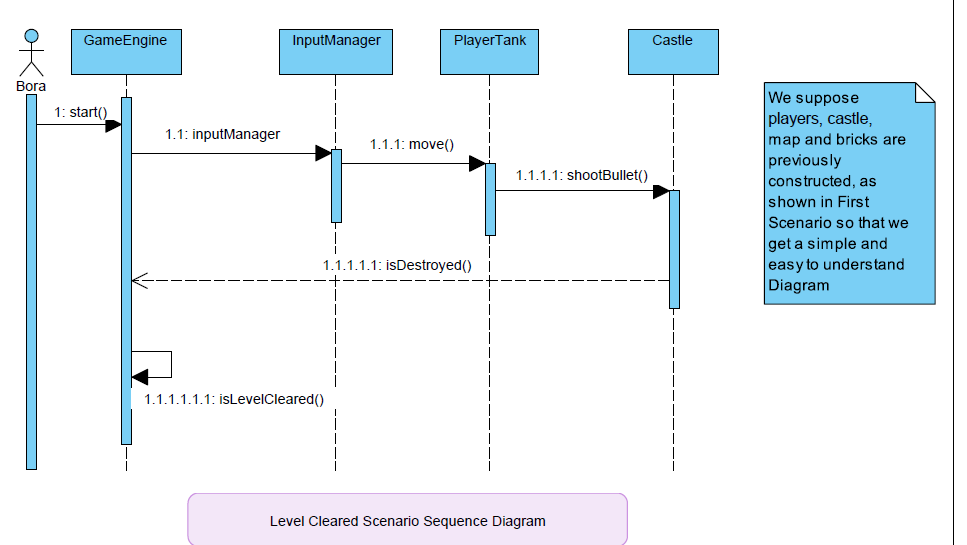 GameEngine
InputManager
PlayerTank
Castle
Bora
1: start()
1.1: inputManager
1.1.1: move()
1.1.1.1: shootBullet()
1.1.1.1.1: isDestroyed()
1.1.1.1.1.1: isLevelCleared()
We suppose
players, castle,
map and bricks are
previously
constructed, as
shown in First
Scenario so that we
get a simple and
easy to understand
Diagram
Level Cleared Scenario Sequence Diagram